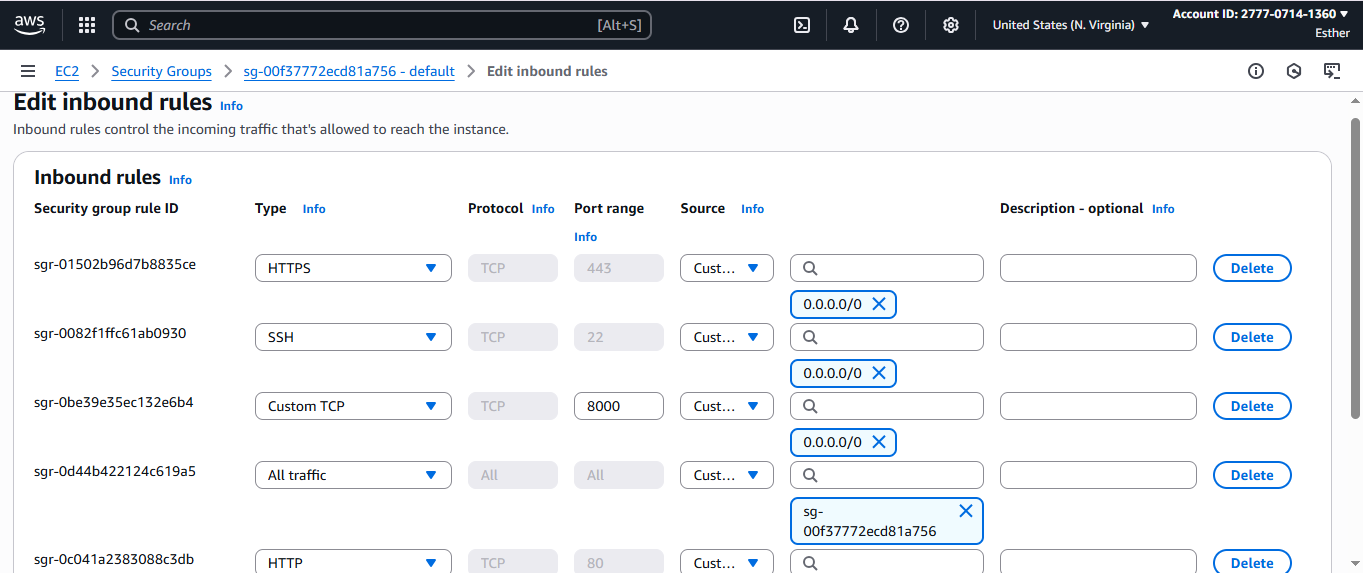 aws
Search [Alt+S]
United States (N. Virginia)
Account ID: 2777-0714-1360
Esther
EC2 Security Groups sg-00f37772ecd81a756 - default Edit inbound rules
Edit inbound rules Info
Inbound rules control the incoming traffic that's allowed to reach the instance.
Inbound rules Info
Security group rule ID Type Info Protocol Info Port range Info Source Info Description - optional Info
sgr-01502b96d7b8835ce HTTPS TCP 443 Cust... Delete
0.0.0.0/0
sgr-0082f1ffc61ab0930 SSH TCP 22 Cust... Delete
0.0.0.0/0
sgr-0be39e35ec132e6b4 Custom TCP TCP 8000 Cust... Delete
0.0.0.0/0
sgr-0d44b422124c619a5 All traffic All All Cust... Delete
sg-
00f37772ecd81a756
sgr-0c041a2383088c3db HTTP TCP 80 Cust... Delete